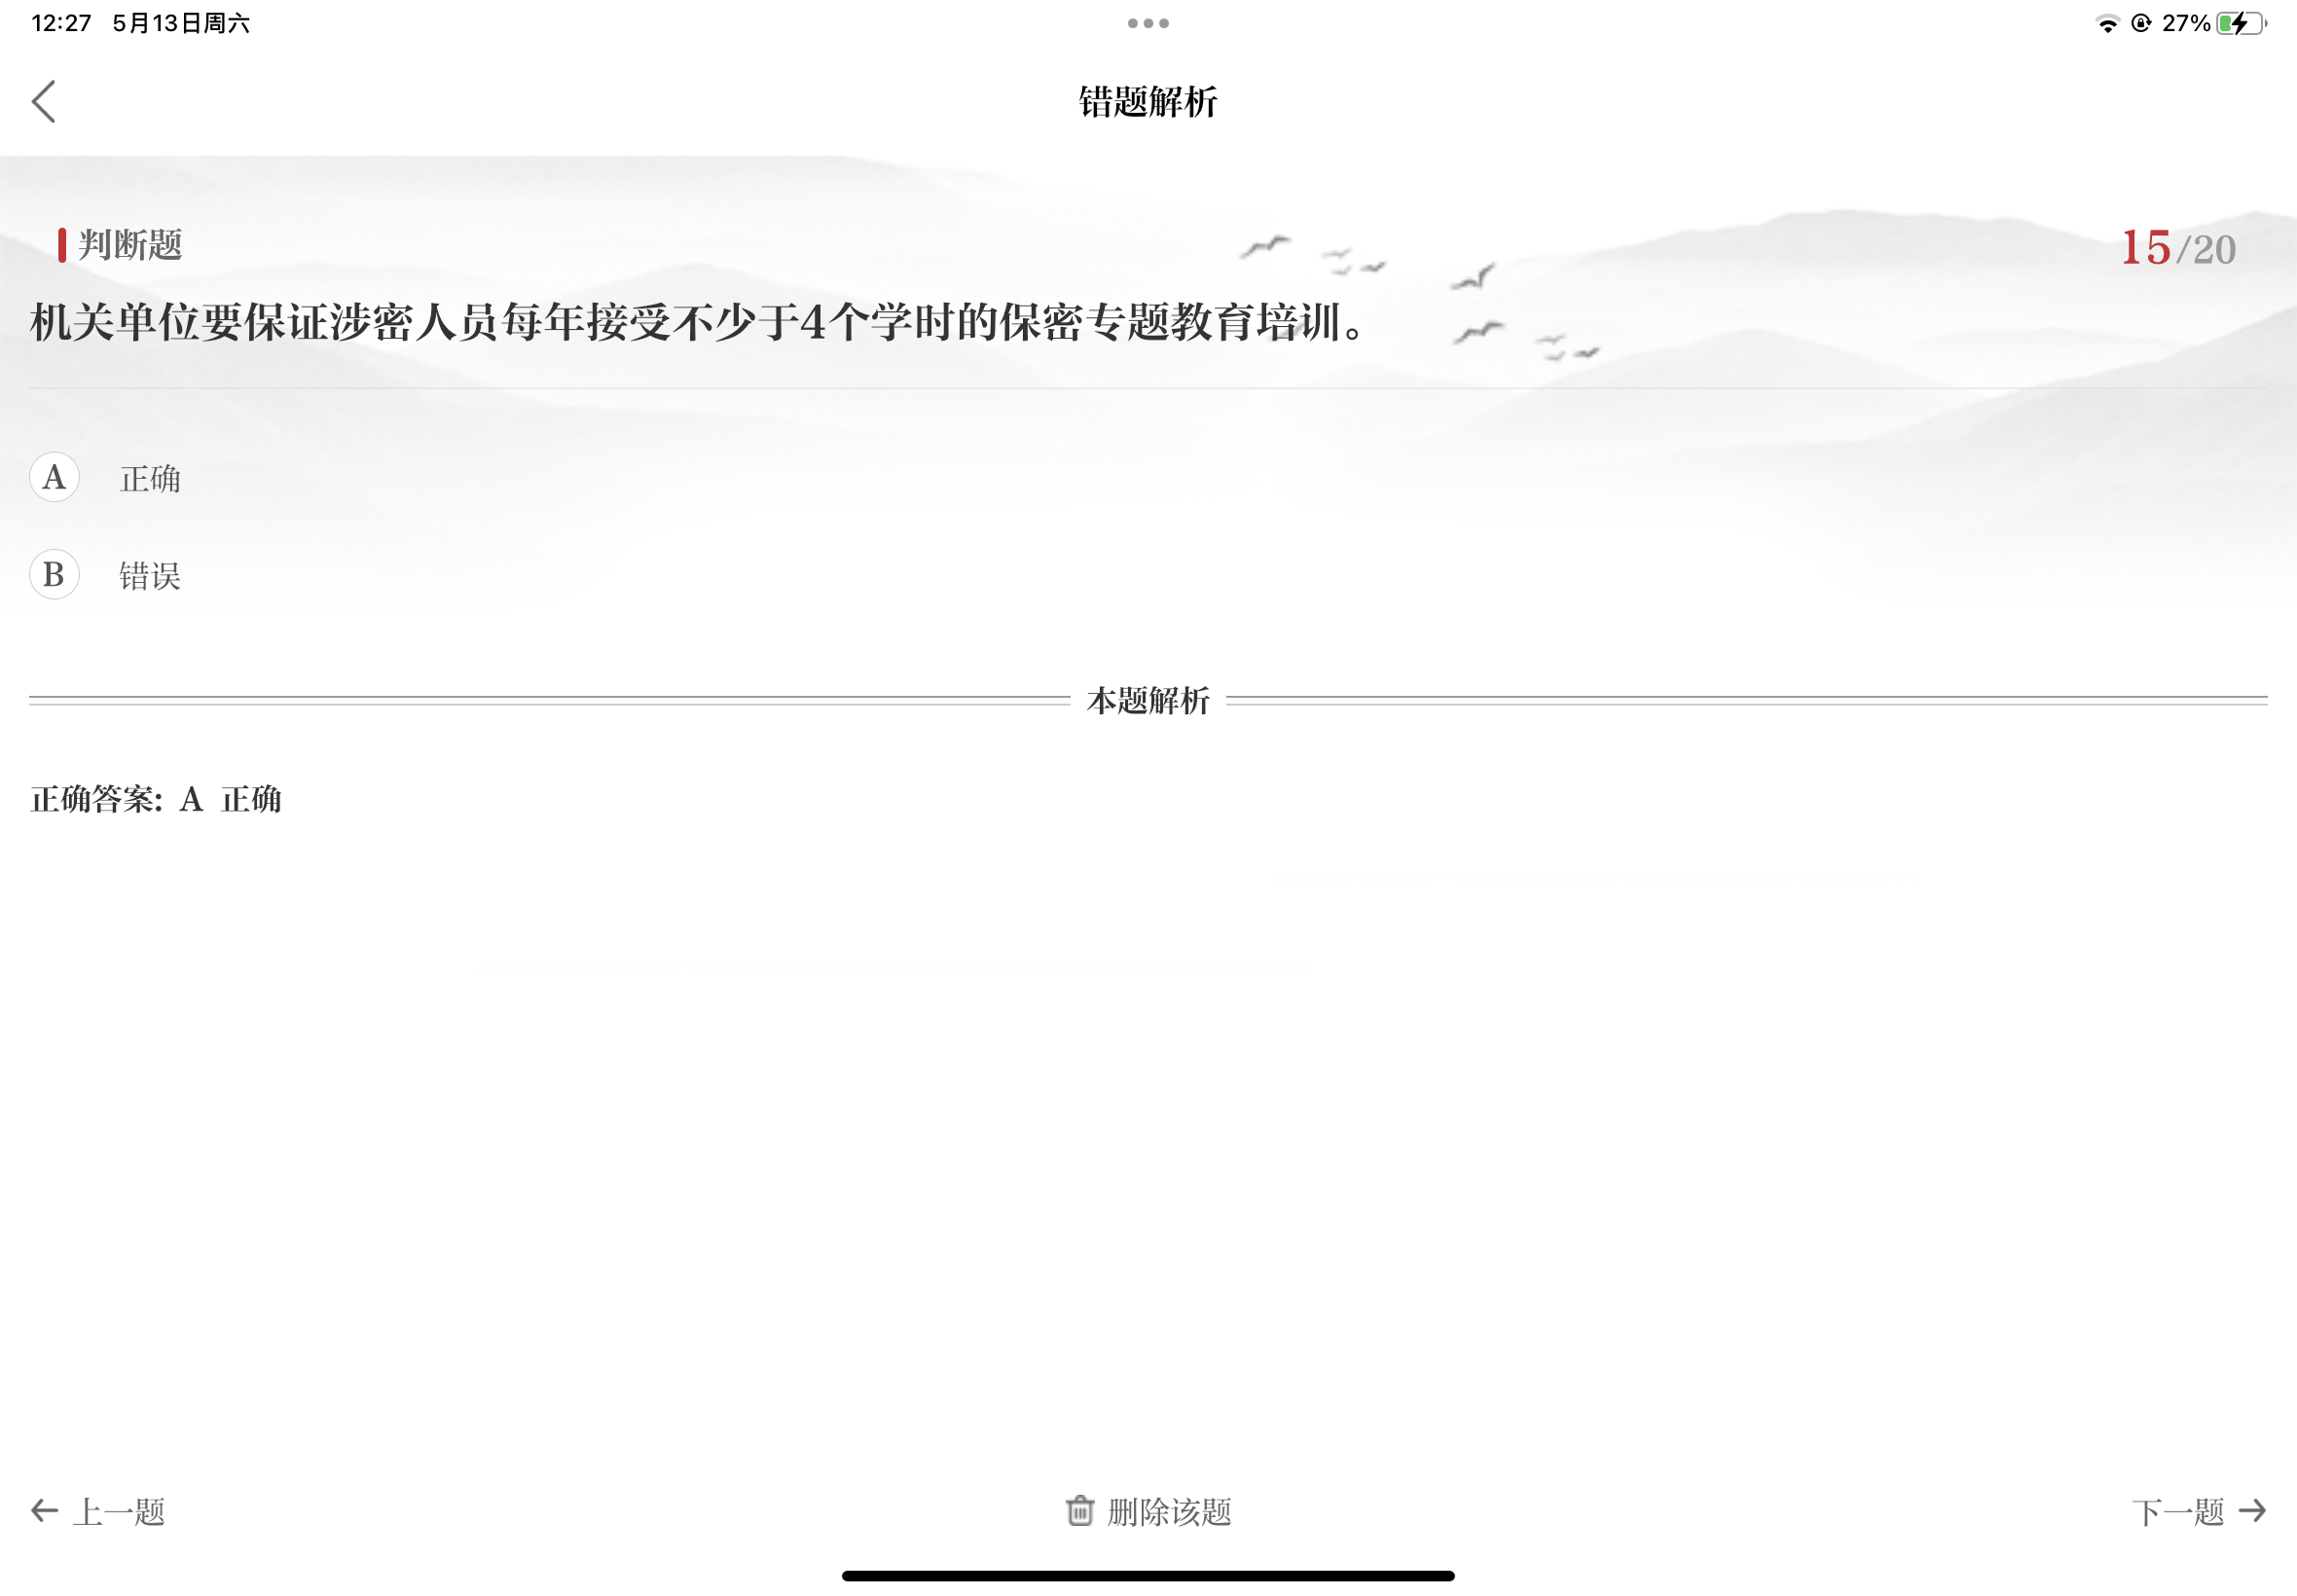 12:27 5月13日周六 27%
错题解析
判断题 15/20
机关单位要保证涉密人员每年接受不少于4个学时的保密专题教育培训。
A 正确
B 错误
本题解析
正确答案: A 正确
上一题 删除该题 下一题